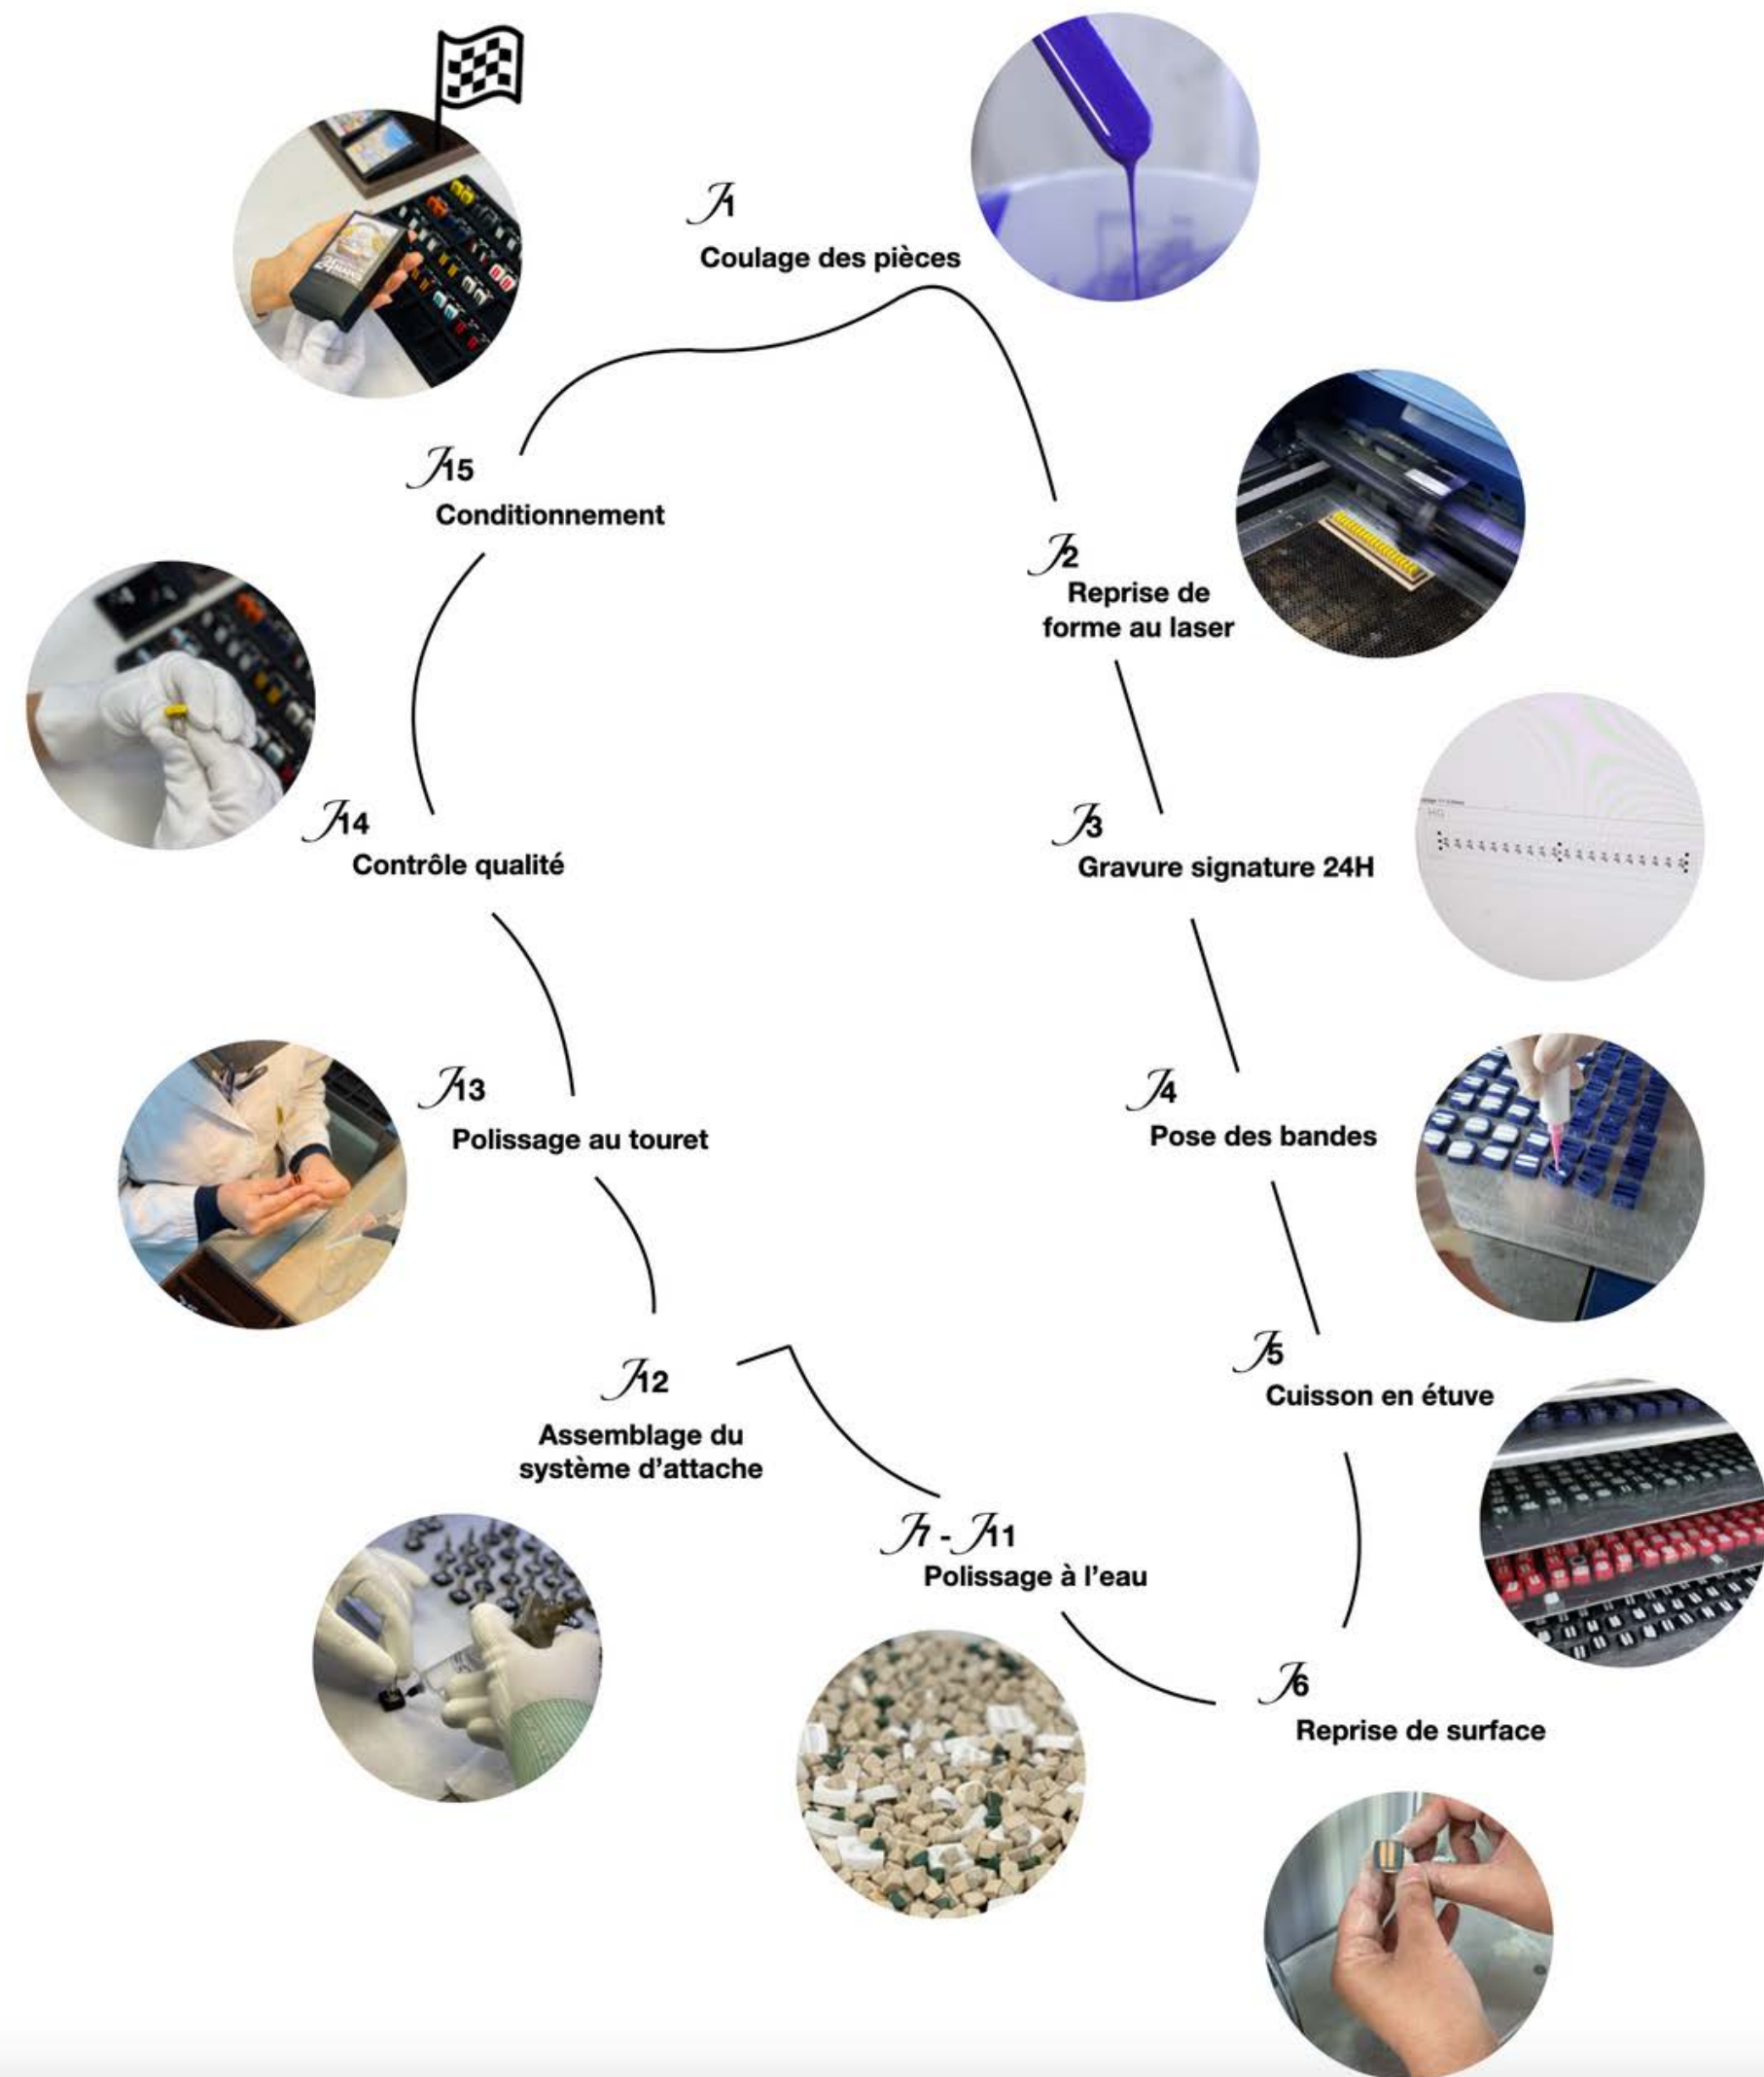 J1
Coulage des pièces
J2
Reprise de
forme au laser
J3
Gravure signature 24H
J4
Pose des bandes
J5
Cuisson en étuve
J6
Reprise de surface
J7 - J11
Polissage à l’eau
J12
Assemblage du
système d’attache
J13
Polissage au touret
J14
Contrôle qualité
J15
Conditionnement